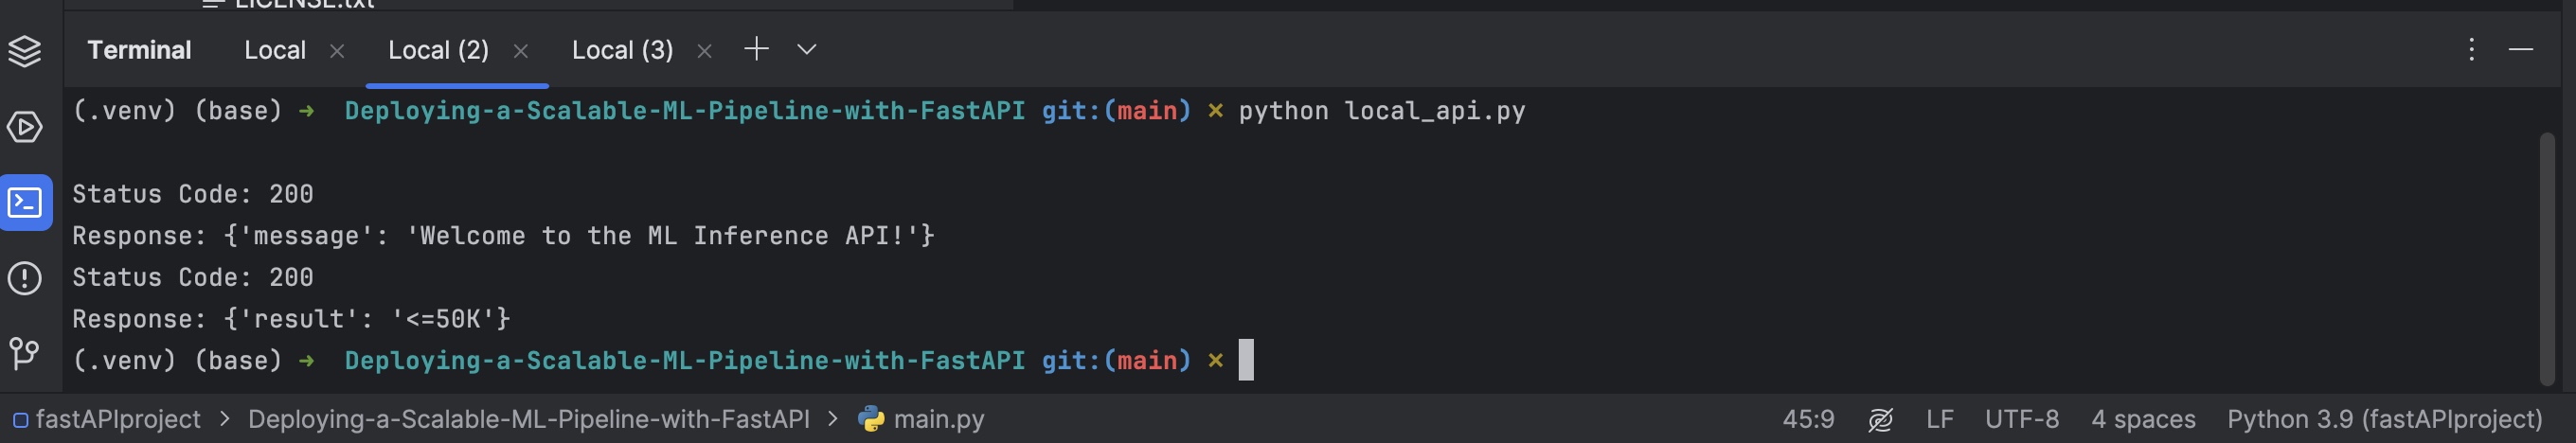 LICENSE.txt
Terminal Local × Local (2) × Local (3) ×
(.venv) (base) ➜ Deploying-a-Scalable-ML-Pipeline-with-FastAPI git:(main) ✗ python local_api.py
Status Code: 200
Response: {'message': 'Welcome to the ML Inference API!'}
Status Code: 200
Response: {'result': '<=50K'}
(.venv) (base) ➜ Deploying-a-Scalable-ML-Pipeline-with-FastAPI git:(main) ✗
fastAPIproject > Deploying-a-Scalable-ML-Pipeline-with-FastAPI > main.py 45:9 LF UTF-8 4 spaces Python 3.9 (fastAPIproject)